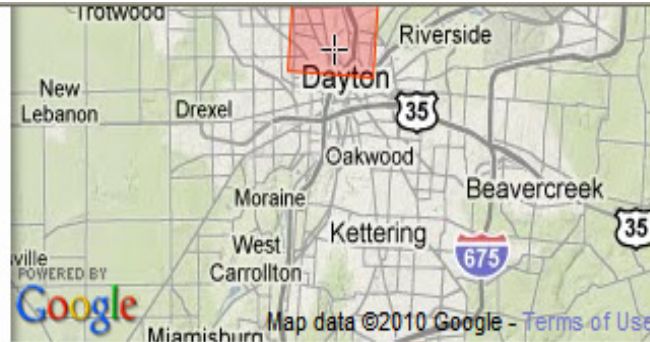 Trotwood
Riverside
Dayton
New
Lebanon
Drexel
35
Oakwood
Beavercreek
Moraine
35
Kettering
West
Carrollton
675
ville
POWERED BY
Google
Map data ©2010 Google - Terms of Use
Miamisburg